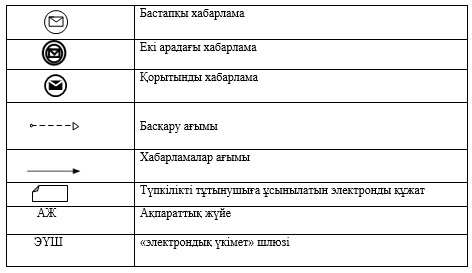 Бастапқы хабарлама
Екі арадағы хабарлама
Қорытынды хабарлама
Басқару ағымы
Хабарламалар ағымы
Түпкілікті тұтынушыға ұсынылатын электронды құжат
АЖ Ақпараттық жүйе
ЭҮШ «электрондық үкімет» шлюзі